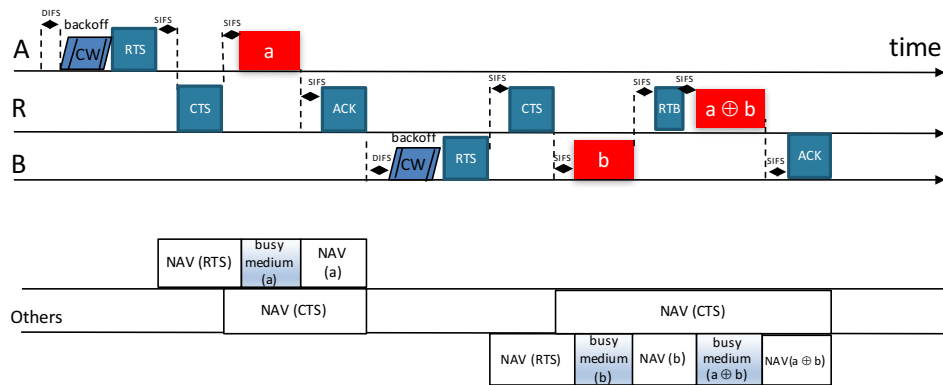 DIFS
backoff
SIFS
SIFS
A
CW
RTS
a
time
SIFS
SIFS
SIFS
SIFS
R
CTS
ACK
CTS
RTB
a ⊕ b
backoff
B
DIFS
CW
RTS
SIFS
b
SIFS
ACK
NAV (RTS)
busy
medium
(a)
NAV
(a)
Others
NAV (CTS)
NAV (CTS)
NAV (RTS)
busy
medium
(b)
NAV (b)
busy
medium
(a ⊕ b)
NAV(a ⊕ b)